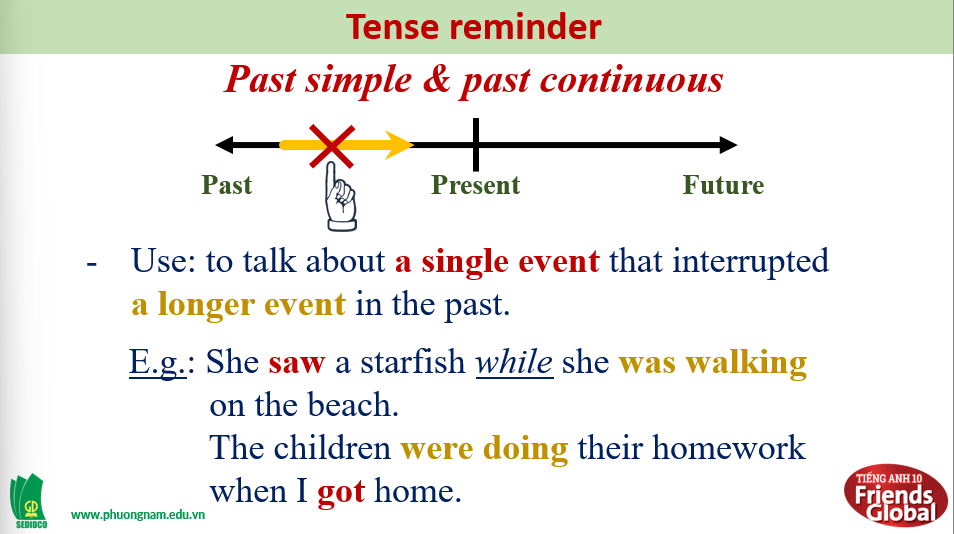 Tense reminder
Past simple & past continuous
Past
Present
Future
- Use: to talk about a single event that interrupted
a longer event in the past.
E.g.: She saw a starfish while she was walking
on the beach.
The children were doing their homework
when I got home.
SEDIDCO
www.phuongnam.edu.vn
TIẾNG ANH 10
Friends
Global